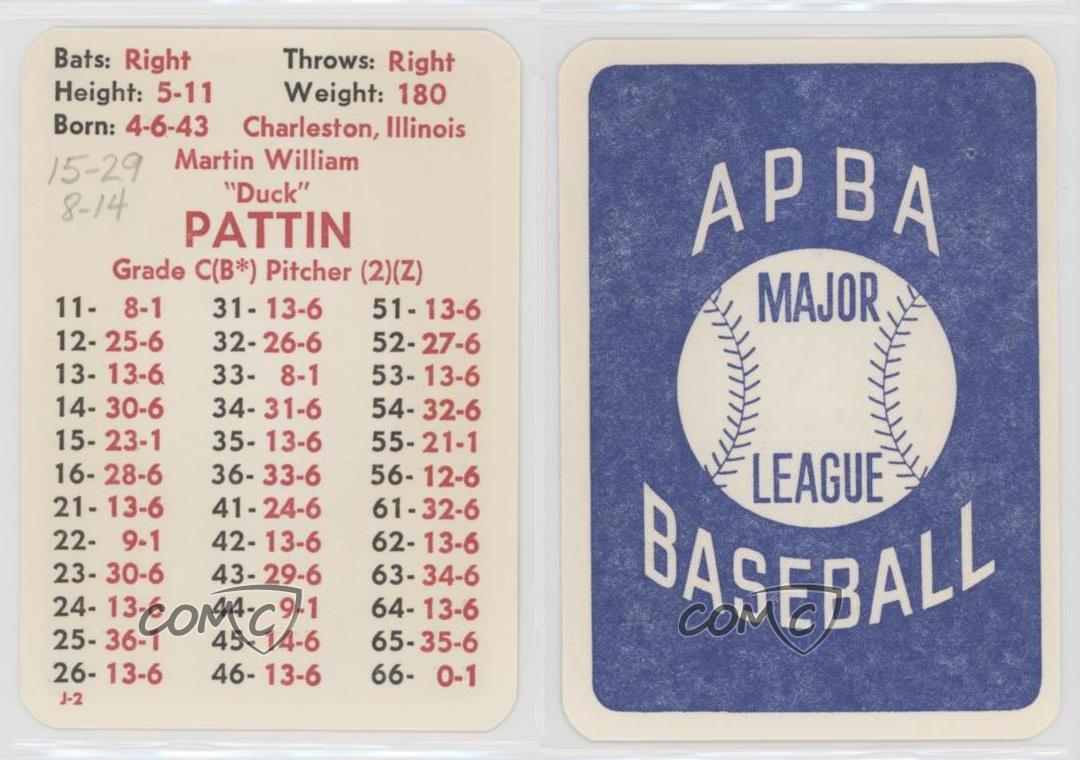 Bats: Right Throws: Right
Height: 5-11 Weight: 180
Born: 4-6-43 Charleston, Illinois
15-29 Martin William
8-14 "Duck"
PATTIN
Grade C(B*) Pitcher (2)(Z)
11- 8-1 31- 13-6 51- 13-6
12- 25-6 32- 26-6 52- 27-6
13- 13-6 33- 8-1 53- 13-6
14- 30-6 34- 31-6 54- 32-6
15- 23-1 35- 13-6 55- 21-1
16- 28-6 36- 33-6 56- 12-6
21- 13-6 41- 24-6 61- 32-6
22- 9-1 42- 13-6 62- 13-6
23- 30-6 43- 29-6 63- 34-6
24- 13-6 44- 9-1 64- 13-6
25- 36-1 45- 14-6 65- 35-6
26- 13-6 46- 13-6 66- 0-1
J-2
COMC
APBA
MAJOR
LEAGUE
BASEBALL
COMC